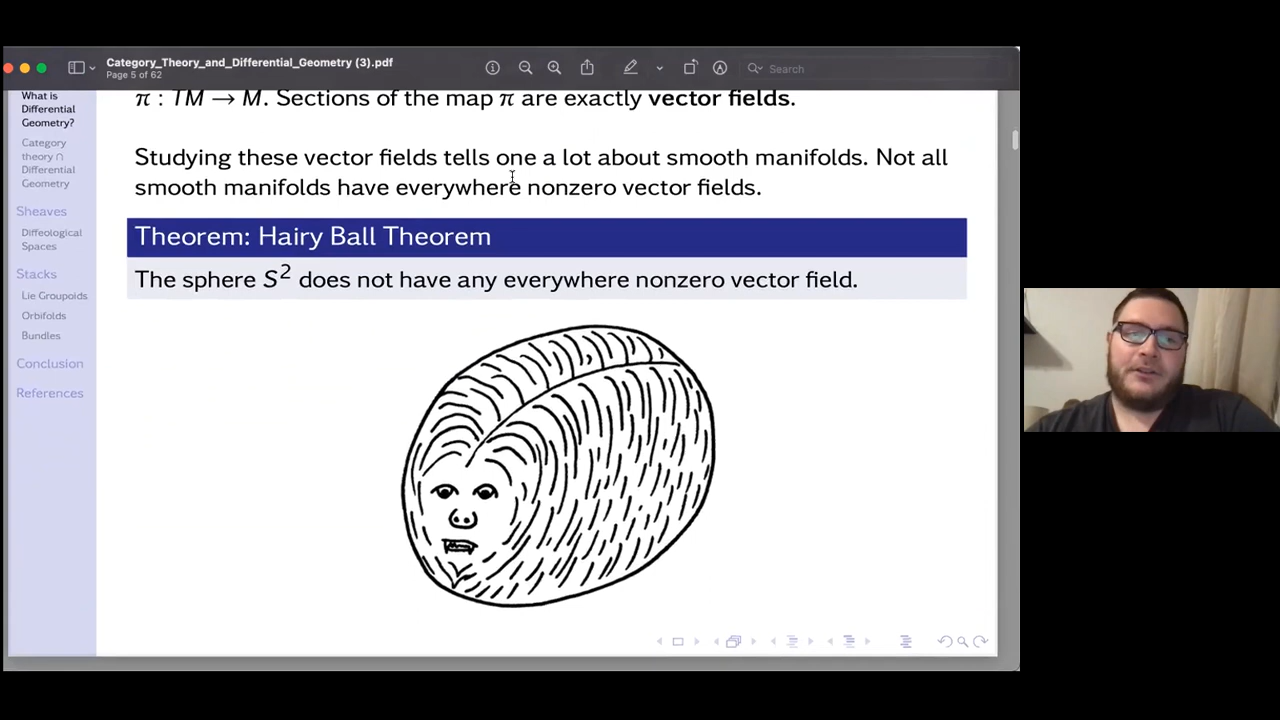 Category_Theory_and_Differential_Geometry (3).pdf
Page 5 of 62
Search
What is
Differential
Geometry?
Category
theory ∩
Differential
Geometry
Sheaves
Diffeological
Spaces
Stacks
Lie Groupoids
Orbifolds
Bundles
Conclusion
References
π : TM → M. Sections of the map π are exactly vector fields.
Studying these vector fields tells one a lot about smooth manifolds. Not all
smooth manifolds have everywhere nonzero vector fields.
Theorem: Hairy Ball Theorem
The sphere S² does not have any everywhere nonzero vector field.